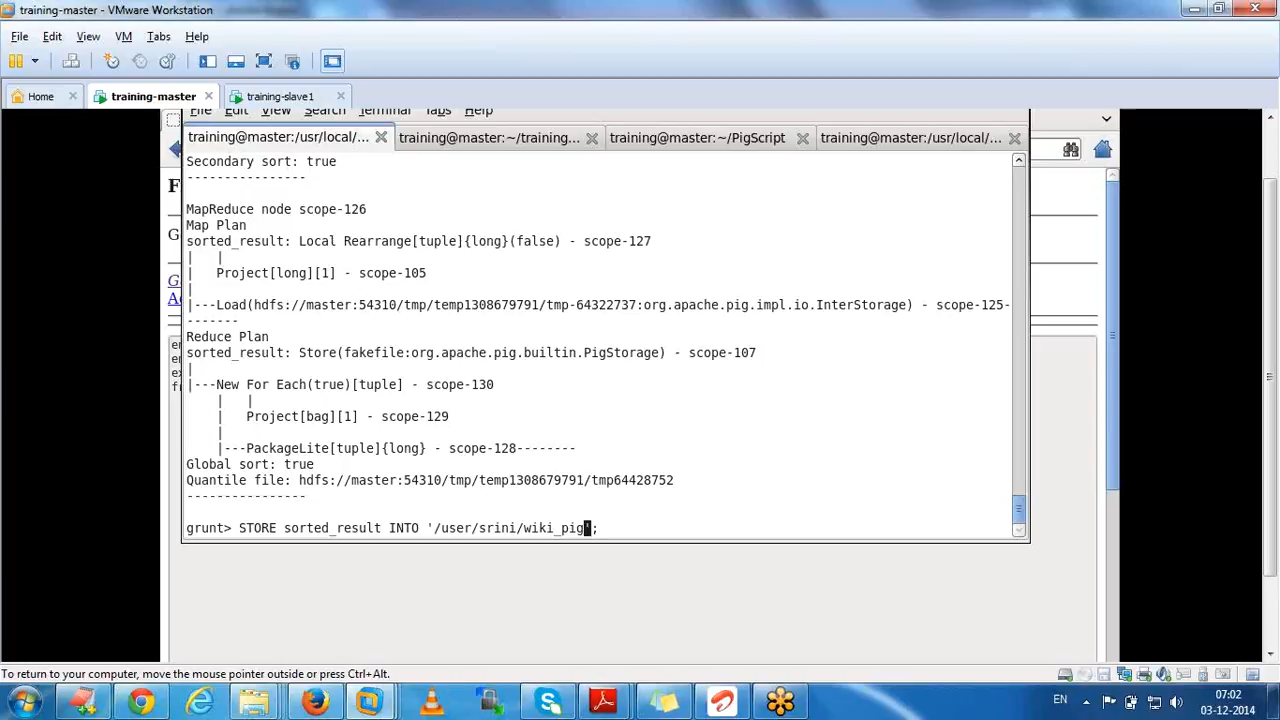 training-master - VMware Workstation
File Edit View VM Tabs Help
Home training-master training-slave1
File Edit View Search Terminal Tabs Help
training@master:/usr/local/... training@master:~/training... training@master:~/PigScript training@master:/usr/local/...
Secondary sort: true
----------------
MapReduce node scope-126
Map Plan
sorted_result: Local Rearrange[tuple]{long}(false) - scope-127
|   |
|   Project[long][1] - scope-105
|
|---Load(hdfs://master:54310/tmp/temp1308679791/tmp-64322737:org.apache.pig.impl.io.InterStorage) - scope-125-
-------
Reduce Plan
sorted_result: Store(fakefile:org.apache.pig.builtin.PigStorage) - scope-107
|
|---New For Each(true)[tuple] - scope-130
    |   |
    |   Project[bag][1] - scope-129
    |
    |---PackageLite[tuple]{long} - scope-128--------
Global sort: true
Quantile file: hdfs://master:54310/tmp/temp1308679791/tmp64428752
----------------
grunt> STORE sorted_result INTO '/user/srini/wiki_pig';
To return to your computer, move the mouse pointer outside or press Ctrl+Alt.
EN
07:02
03-12-2014